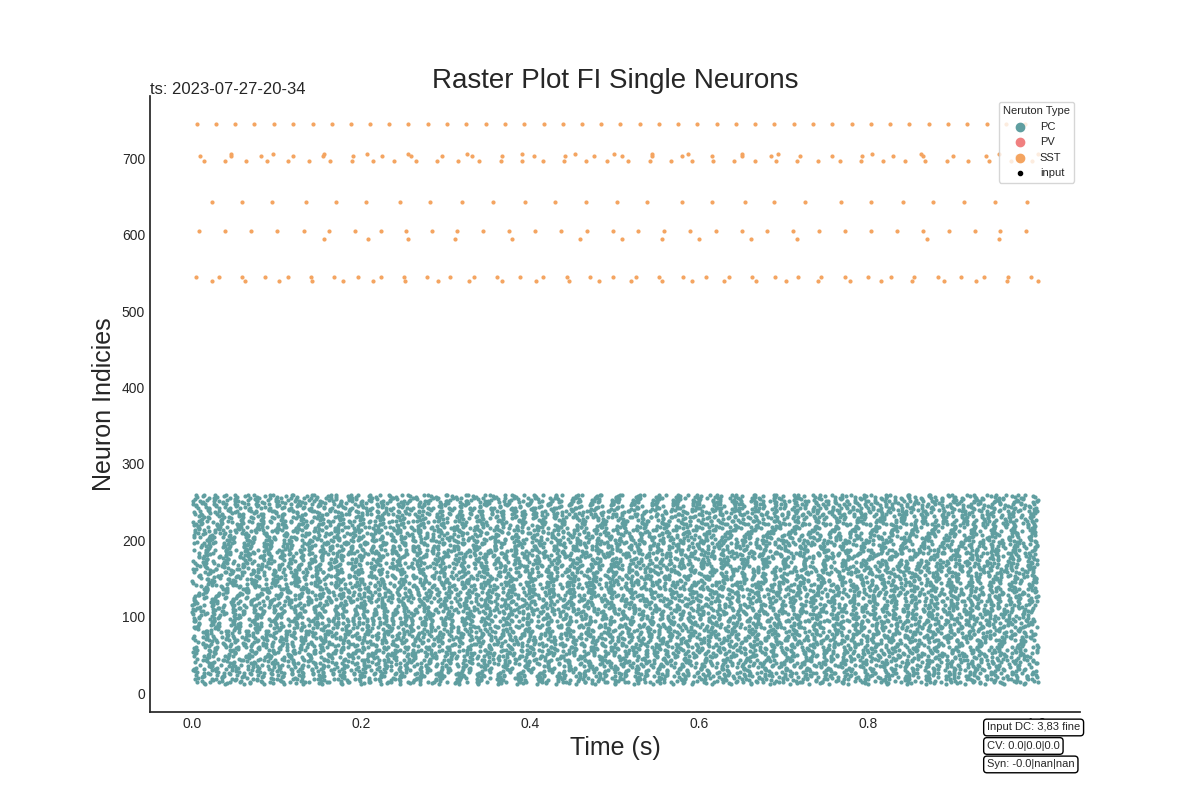 Raster Plot FI Single Neurons
ts: 2023-07-27-20-34
Neruton Type
PC
PV
SST
input
700
600
500
400
300
200
100
0
Neuron Indicies
0.0 0.2 0.4 0.6 0.8
Time (s)
Input DC: 3,83 fine
CV: 0.0|0.0|0.0
Syn: -0.0|nan|nan